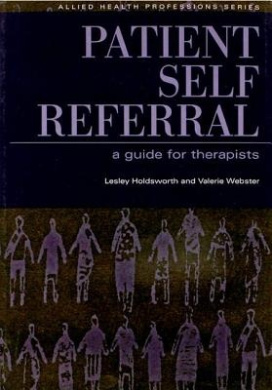 ALLIED HEALTH PROFESSIONS SERIES
PATIENT
SELF
REFERRAL
a guide for therapists
Lesley Holdsworth and Valerie Webster